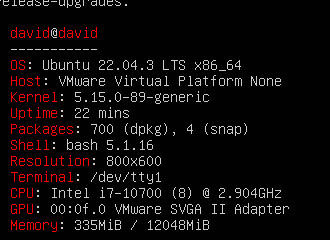 release-upgrades.
david@david
-----------
OS: Ubuntu 22.04.3 LTS x86_64
Host: VMware Virtual Platform None
Kernel: 5.15.0-89-generic
Uptime: 22 mins
Packages: 700 (dpkg), 4 (snap)
Shell: bash 5.1.16
Resolution: 800x600
Terminal: /dev/tty1
CPU: Intel i7-10700 (8) @ 2.904GHz
GPU: 00:0f.0 VMware SVGA II Adapter
Memory: 335MiB / 12048MiB